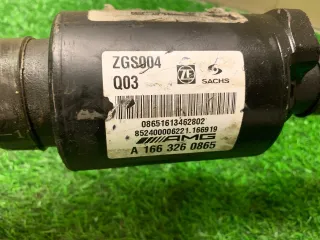 ZGS004
Q03
ZF
SACHS
08651613462802
852400006221.166919
AMG
A 166 326 0865